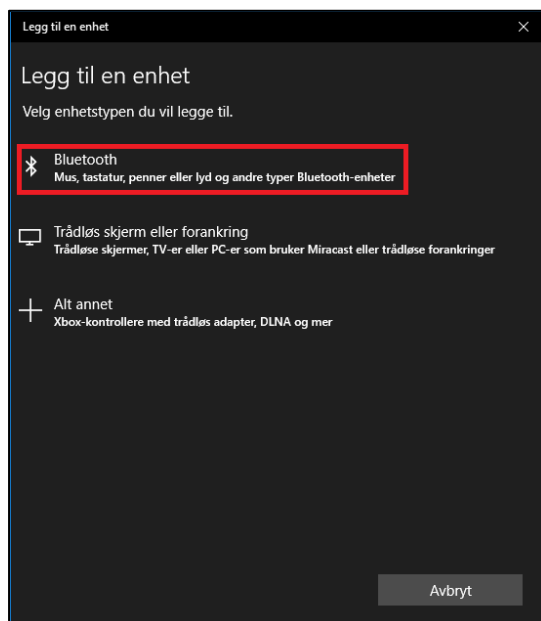 Legg til en enhet
Legg til en enhet
Velg enhetstypen du vil legge til.
Bluetooth
Mus, tastatur, penner eller lyd og andre typer Bluetooth-enheter
Trådløs skjerm eller forankring
Trådløse skjermer, TV-er eller PC-er som bruker Miracast eller trådløse forankringer
Alt annet
Xbox-kontrollere med trådløs adapter, DLNA og mer
Avbryt